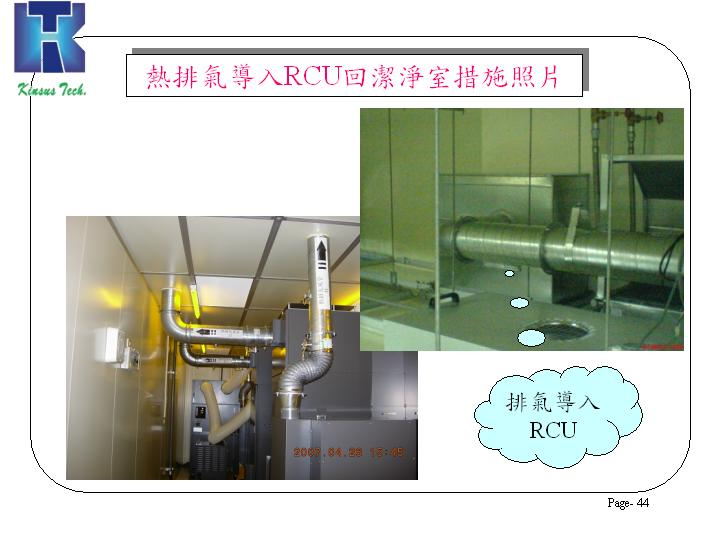 Kinsus Tech.
熱排氣導入RCU回潔淨室措施照片
2007.04.26 15:45
排氣導入
RCU
Page- 44